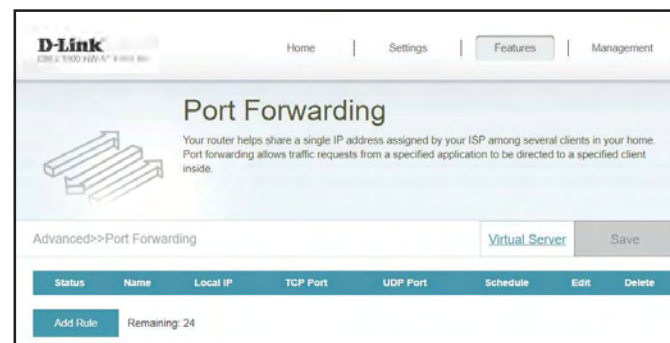 D-Link
Home | Settings | Features | Management
Port Forwarding
Your router helps share a single IP address assigned by your ISP among several clients in your home.
Port forwarding allows traffic requests from a specified application to be directed to a specified client
inside.
Advanced>>Port Forwarding
Virtual Server
Save
Status Name Local IP TCP Port UDP Port Schedule Edit Delete
Add Rule Remaining: 24